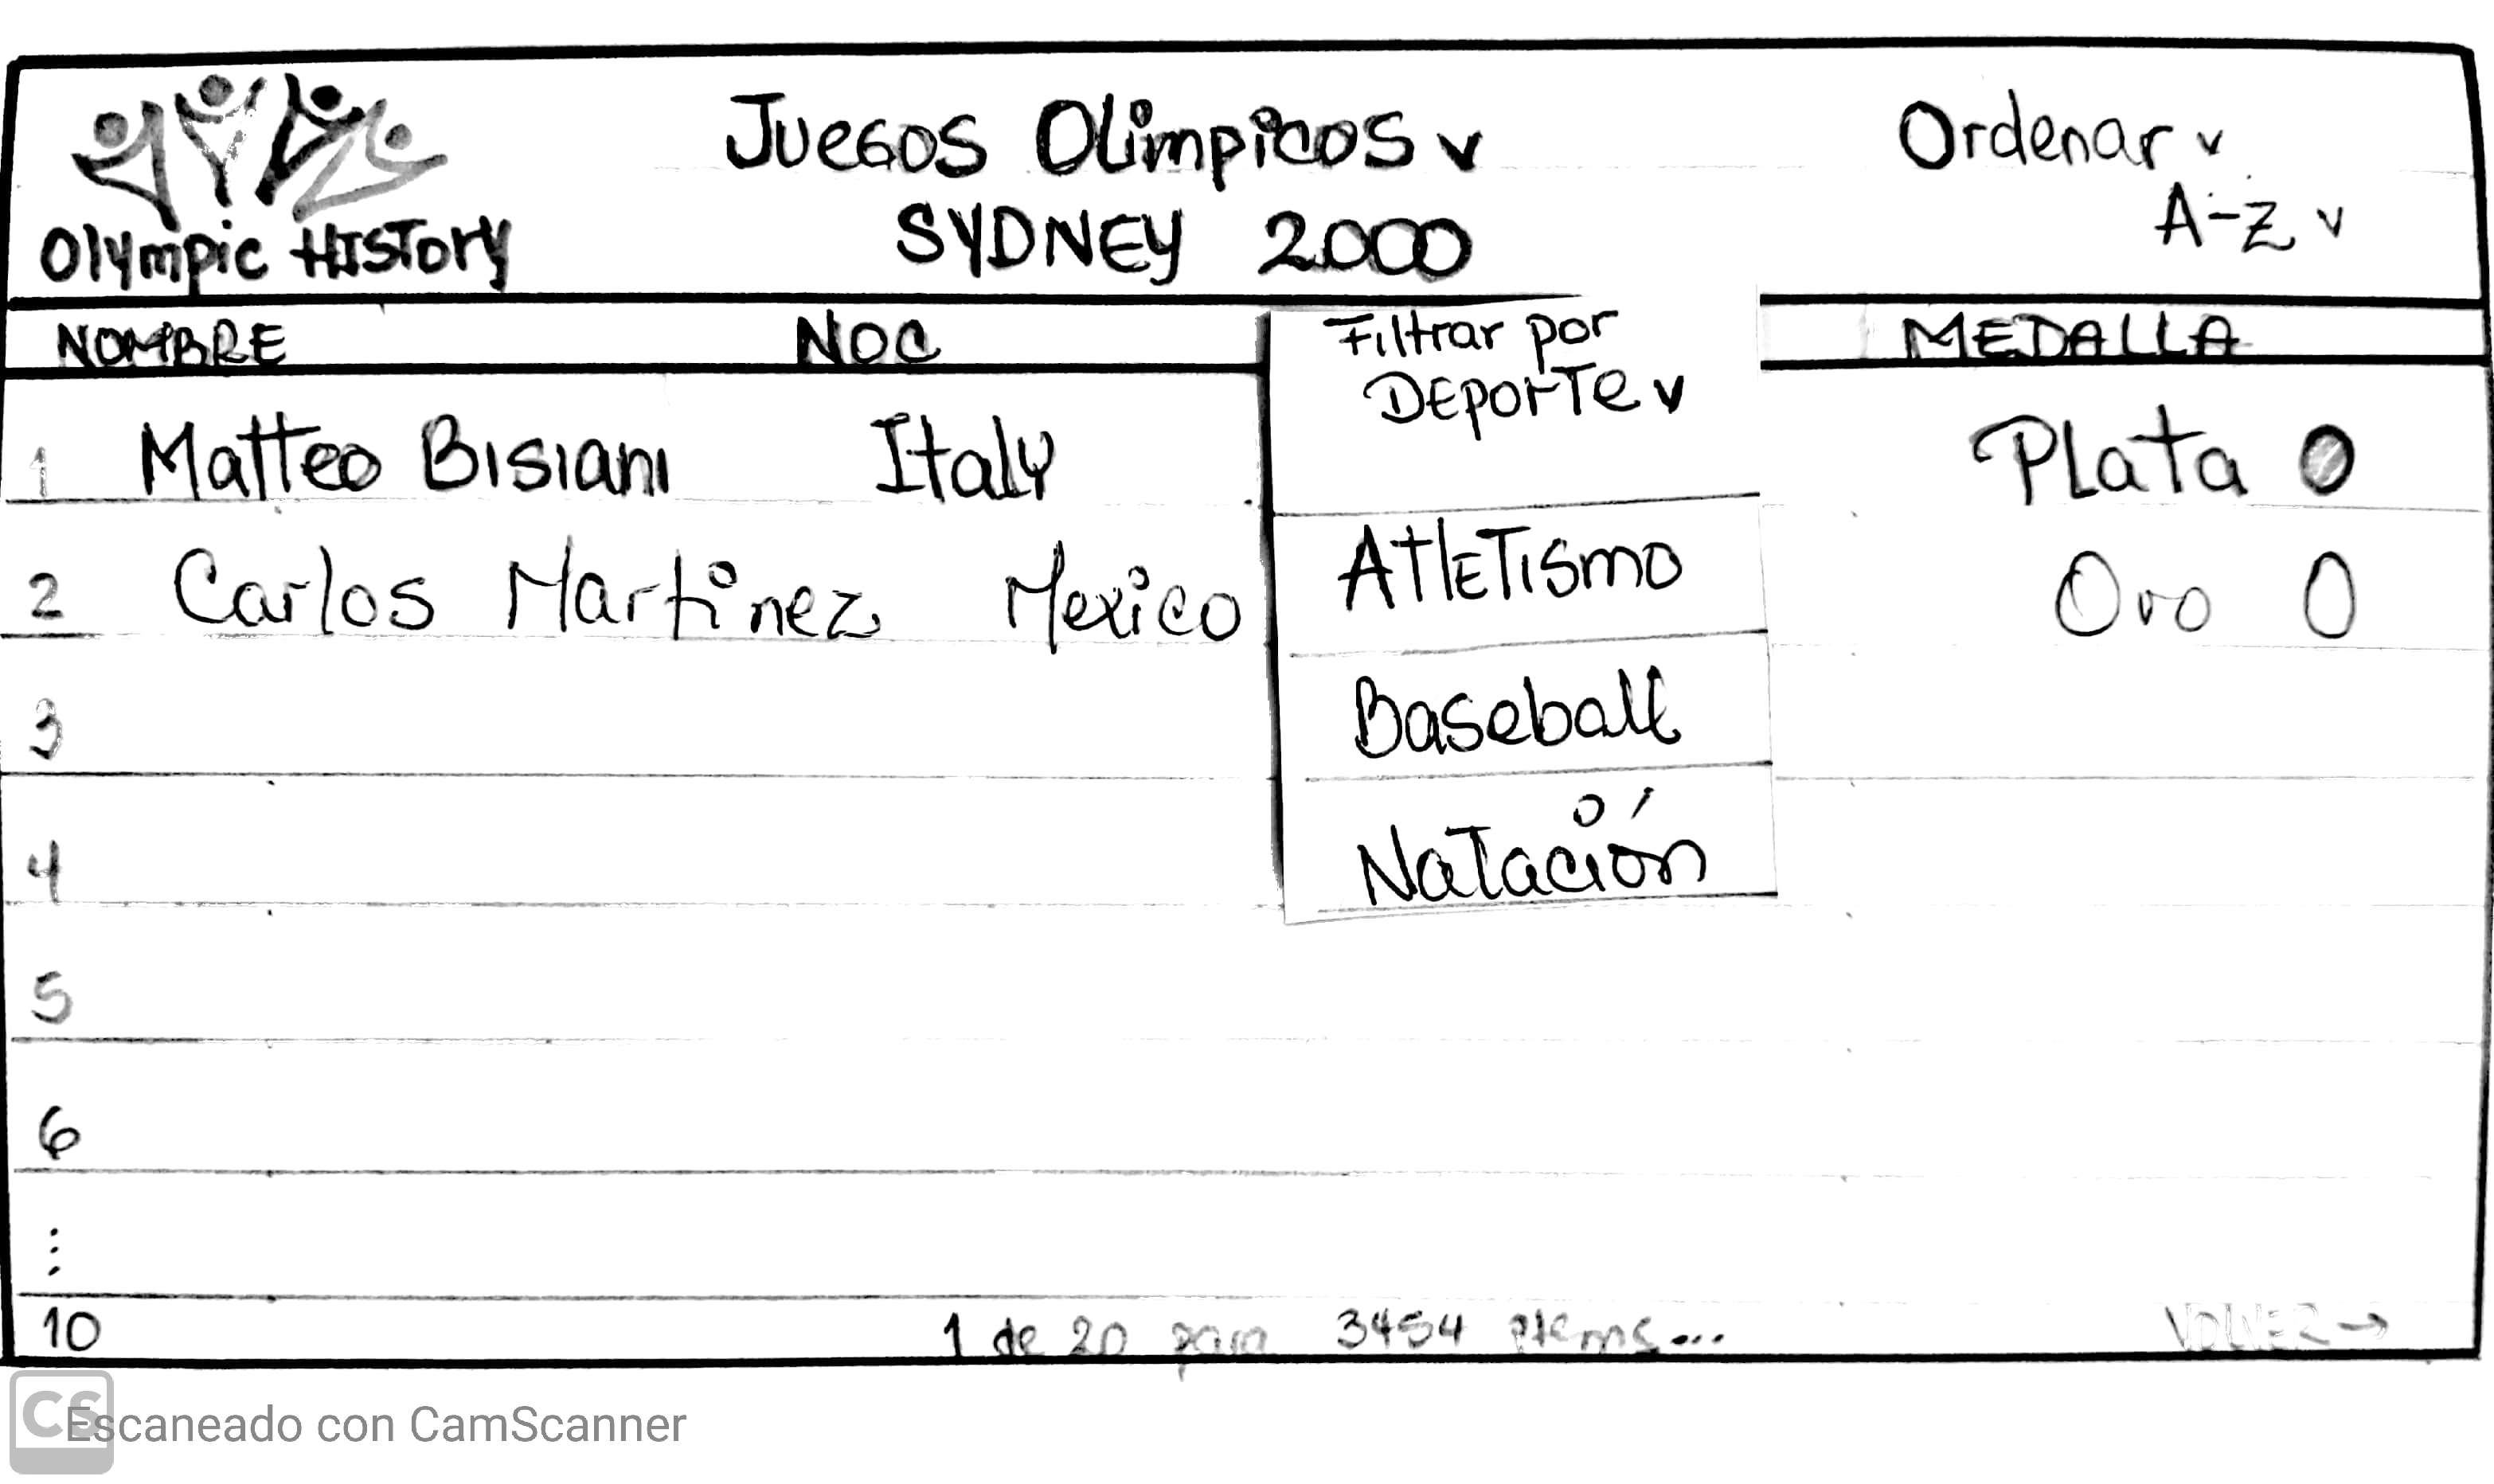 Olympic History
Juegos Olimpicos v
SYDNEY 2000
Ordenar v
A-Z v
NOMBRE NOC Filtrar por DEPorTe v MEDALLA
1 Matteo Bisiani Italy Plata
2 Carlos Martinez Mexico Atletismo Oro
3 Baseball
4 Natación
5
6
⋮
10 1 de 20 para 3454 items... VOLVER →
CS Escaneado con CamScanner